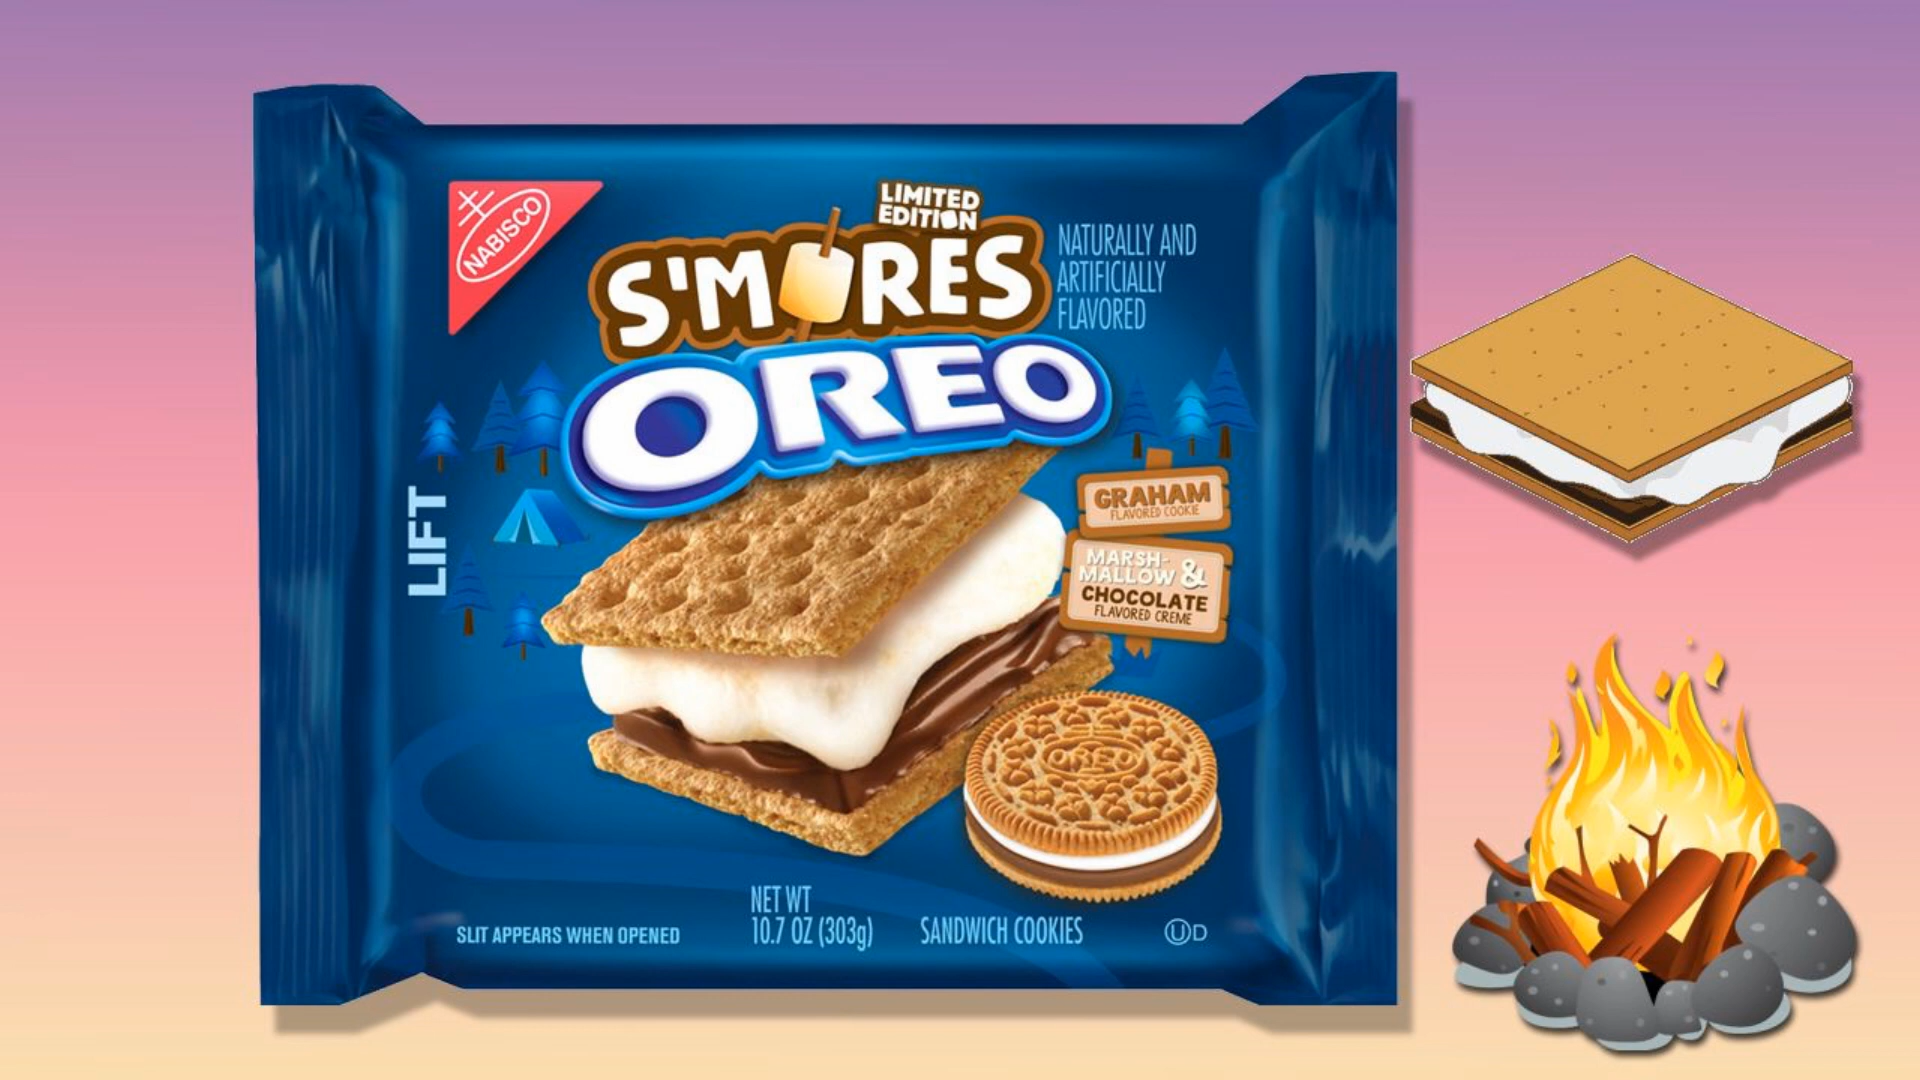 NABISCO
LIMITED
EDITION
S'MORES
OREO
NATURALLY AND
ARTIFICIALLY
FLAVORED
LIFT
GRAHAM
FLAVORED COOKIE
MARSH-
MALLOW &
CHOCOLATE
FLAVORED CREME
OREO
SLIT APPEARS WHEN OPENED
NET WT
10.7 OZ (303g)
SANDWICH COOKIES
Ⓤ D